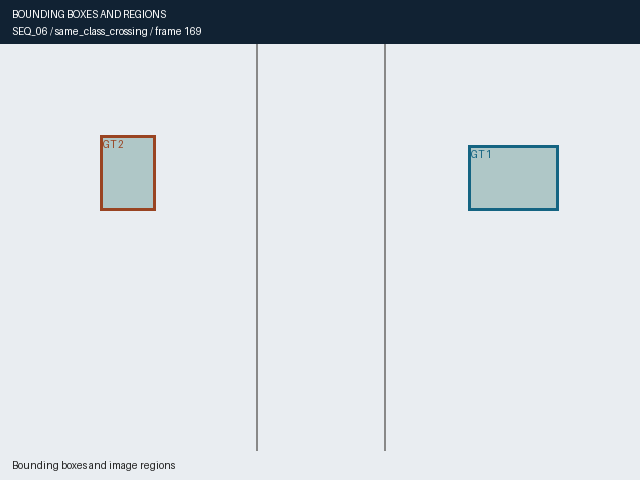 BOUNDING BOXES AND REGIONS
SEQ_06 / same_class_crossing / frame 169
GT2
GT1
Bounding boxes and image regions